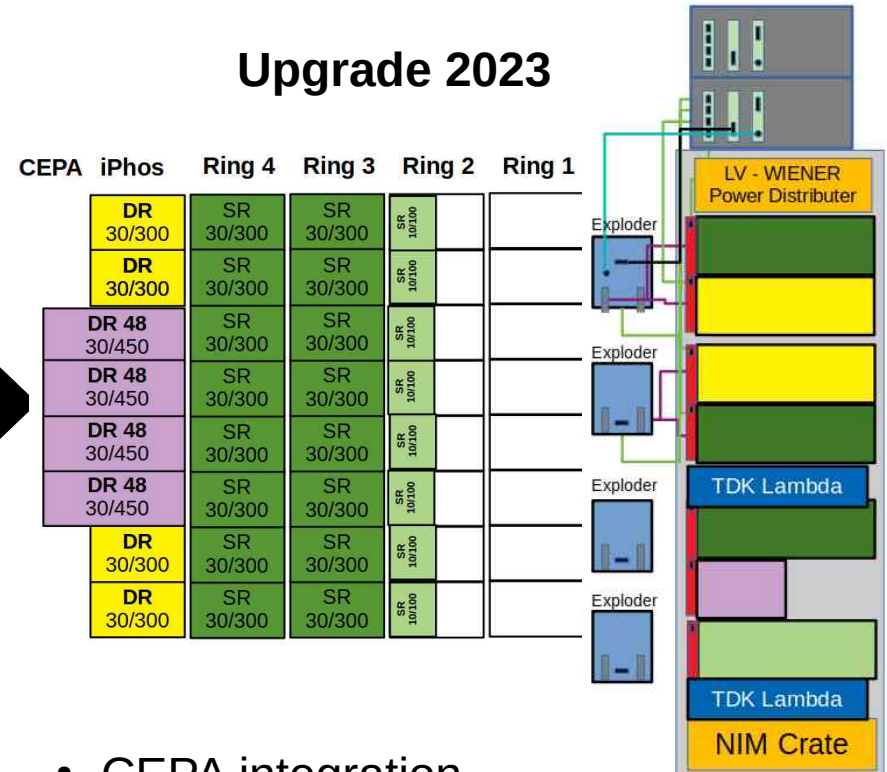 Upgrade 2023
CEPA iPhos Ring 4 Ring 3 Ring 2 Ring 1
DR SR SR SR
30/300 30/300 30/300 10/100
DR SR SR SR
30/300 30/300 30/300 10/100
DR 48 SR SR SR
30/450 30/300 30/300 10/100
DR 48 SR SR SR
30/450 30/300 30/300 10/100
DR 48 SR SR SR
30/450 30/300 30/300 10/100
DR 48 SR SR SR
30/450 30/300 30/300 10/100
DR SR SR SR
30/300 30/300 30/300 10/100
DR SR SR SR
30/300 30/300 30/300 10/100
LV - WIENER
Power Distributer
Exploder
Exploder
Exploder
Exploder
TDK Lambda
TDK Lambda
NIM Crate
• CEPA integration